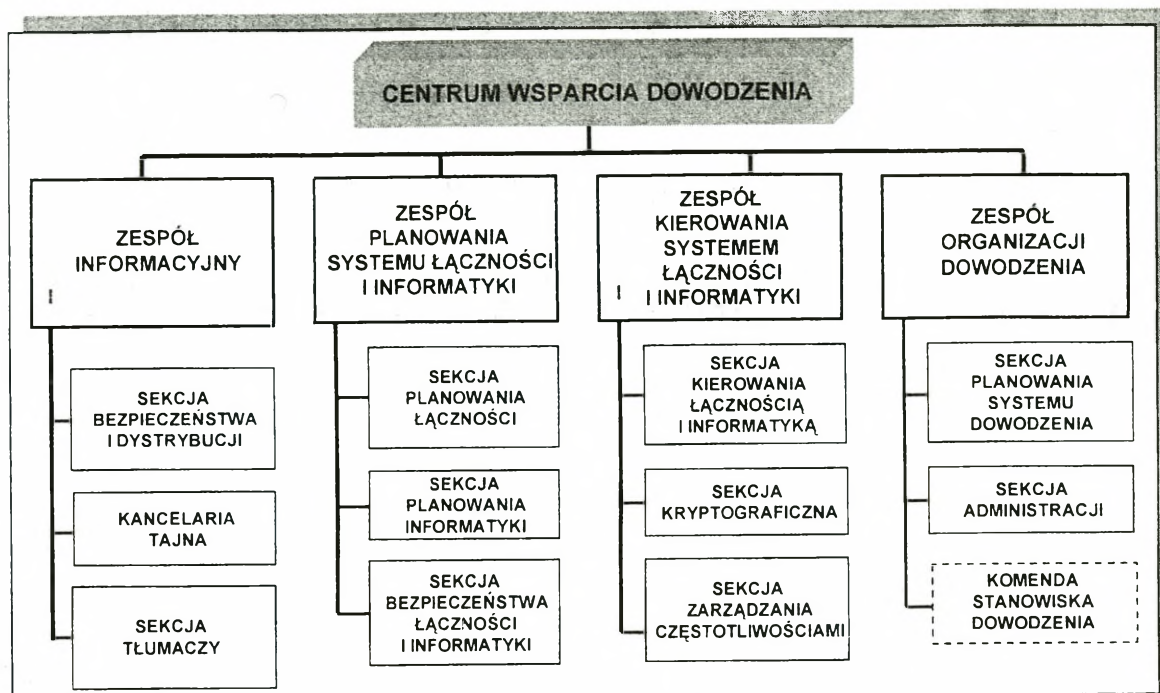 CENTRUM WSPARCIA DOWODZENIA
ZESPÓŁ
INFORMACYJNY
SEKCJA
BEZPIECZEŃSTWA
I DYSTRYBUCJI
KANCELARIA
TAJNA
SEKCJA
TŁUMACZY
ZESPÓŁ
PLANOWANIA
SYSTEMU ŁĄCZNOŚCI
I INFORMATYKI
SEKCJA
PLANOWANIA
ŁĄCZNOŚCI
SEKCJA
PLANOWANIA
INFORMATYKI
SEKCJA
BEZPIECZEŃSTWA
ŁĄCZNOŚCI
I INFORMATYKI
ZESPÓŁ
KIEROWANIA
SYSTEMEM
ŁĄCZNOŚCI
I INFORMATYKI
SEKCJA
KIEROWANIA
ŁĄCZNOŚCIĄ
I INFORMATYKĄ
SEKCJA
KRYPTOGRAFICZNA
SEKCJA
ZARZĄDZANIA
CZĘSTOTLIWOŚCIAMI
ZESPÓŁ
ORGANIZACJI
DOWODZENIA
SEKCJA
PLANOWANIA
SYSTEMU
DOWODZENIA
SEKCJA
ADMINISTRACJI
KOMENDA
STANOWISKA
DOWODZENIA